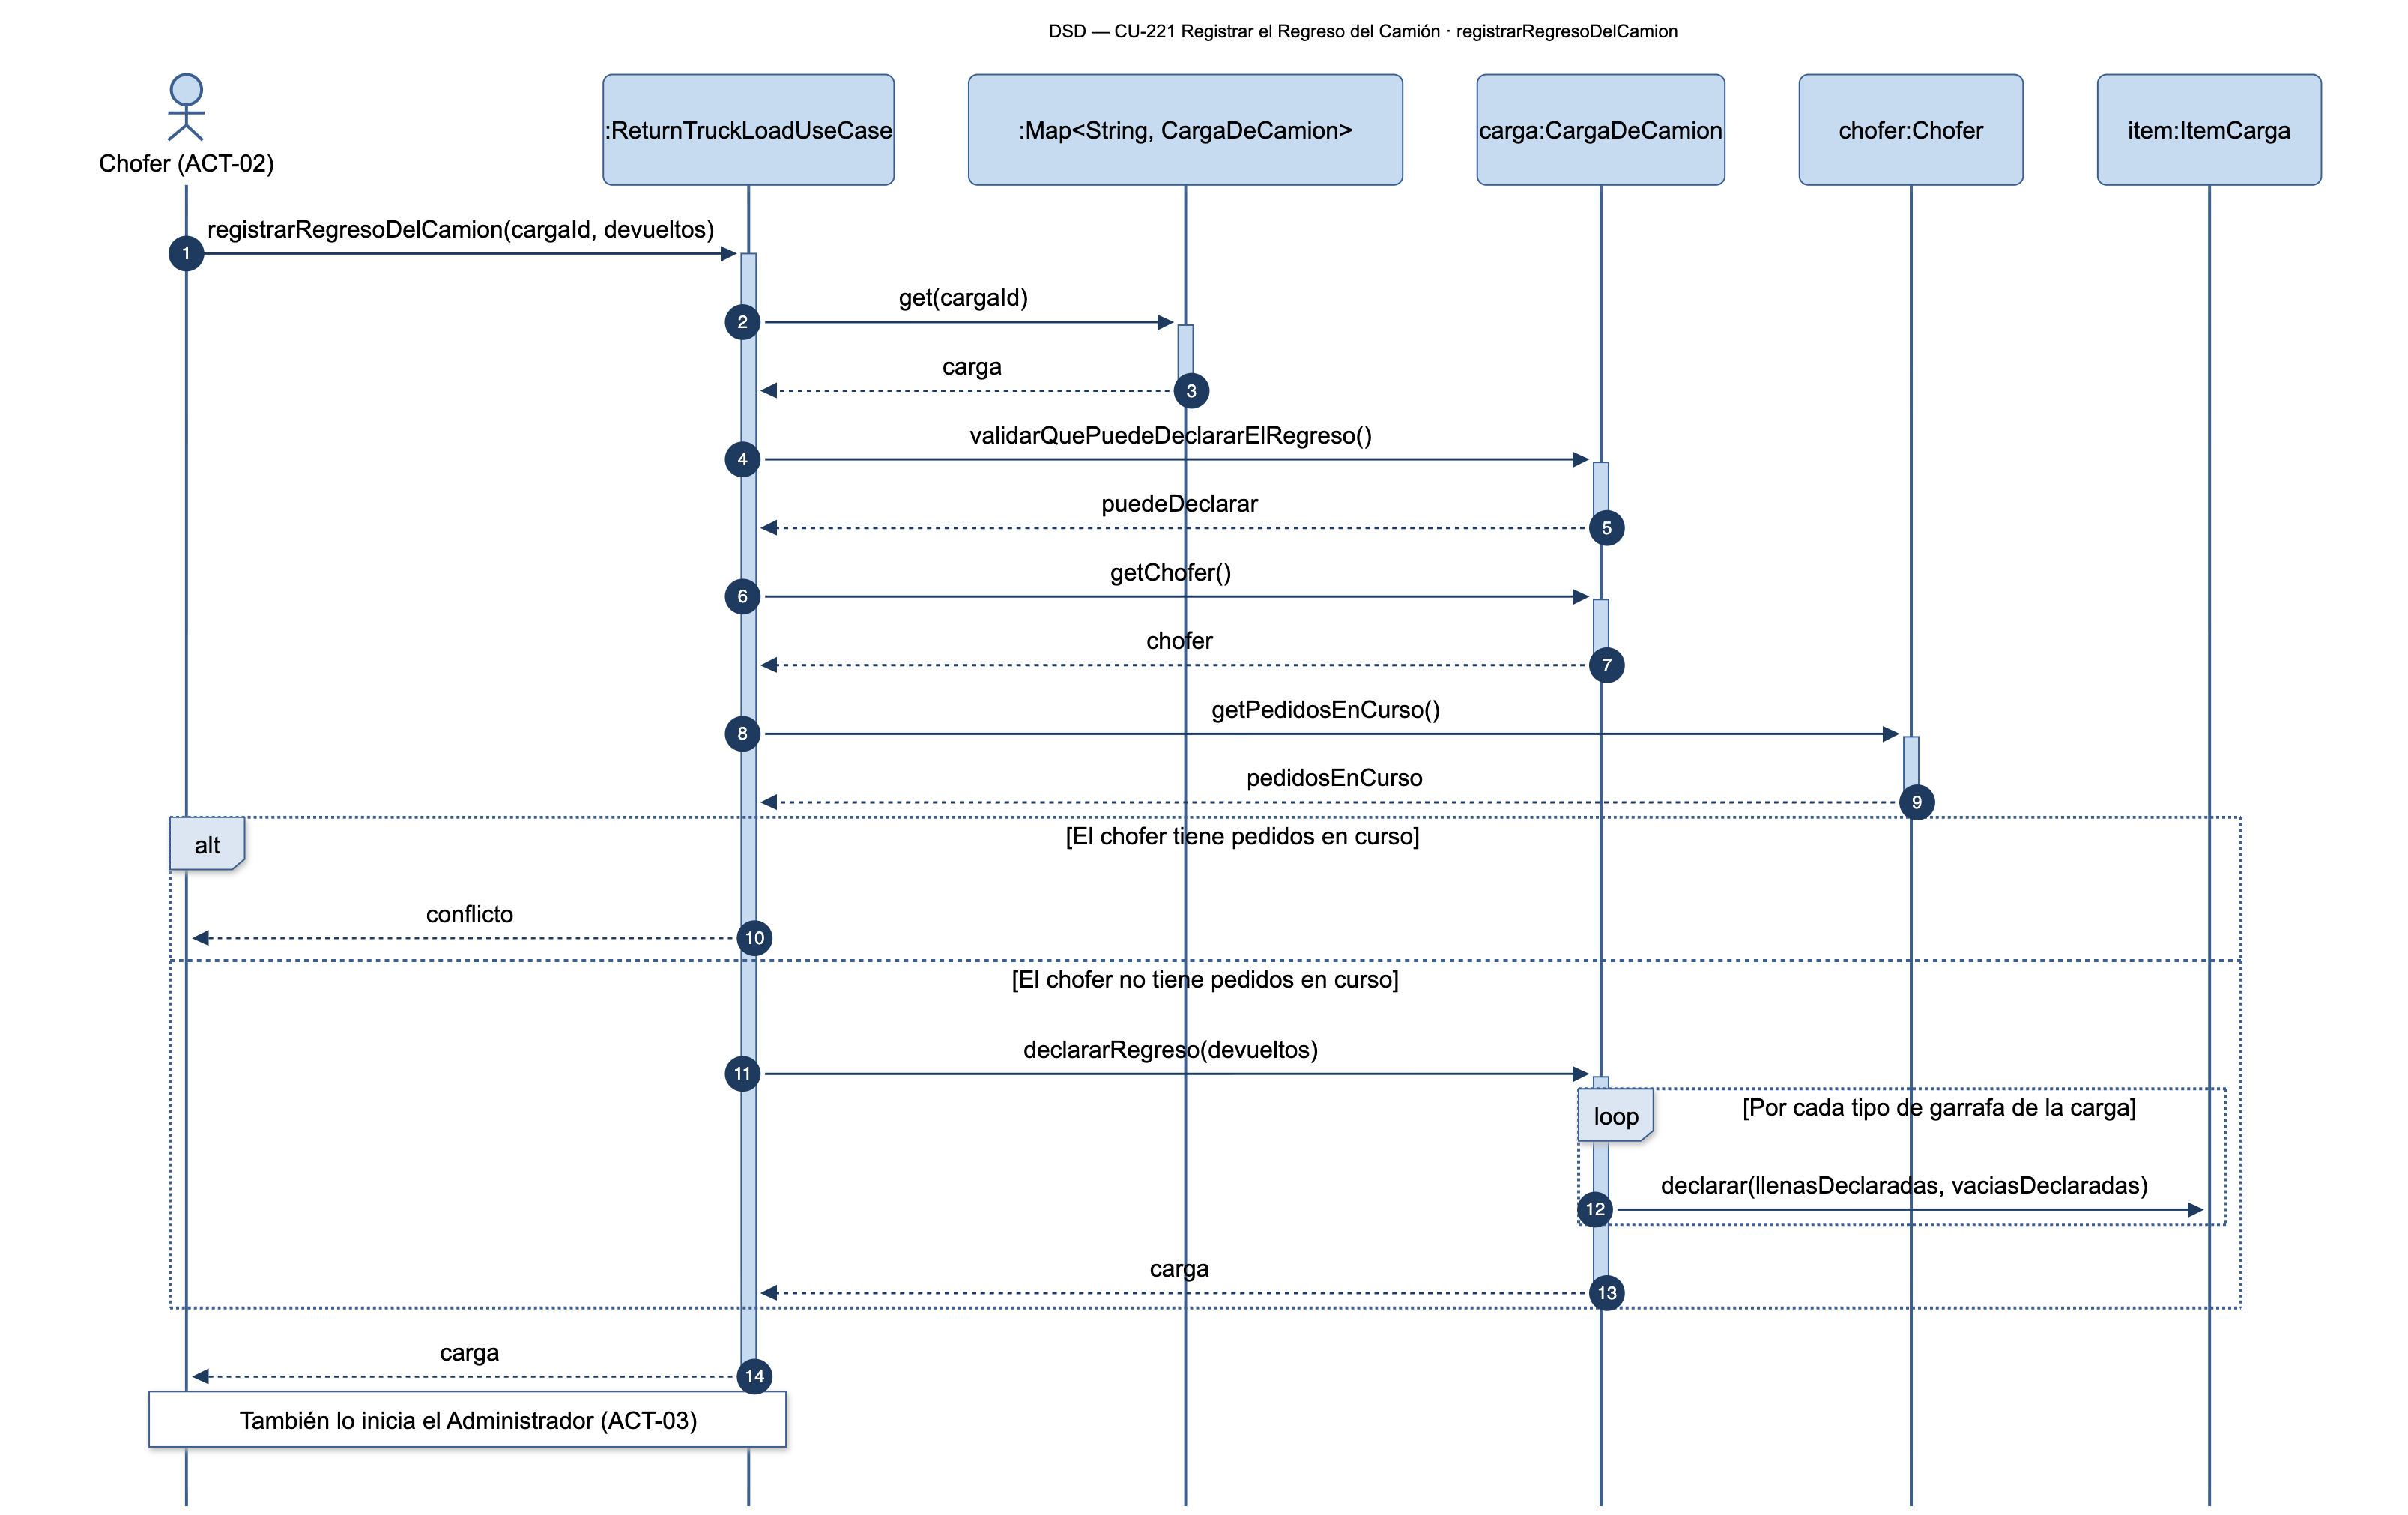 DSD — CU-221 Registrar el Regreso del Camión · registrarRegresoDelCamion
Chofer (ACT-02)
:ReturnTruckLoadUseCase
:Map<String, CargaDeCamion>
carga:CargaDeCamion
chofer:Chofer
item:ItemCarga
registrarRegresoDelCamion(cargaId, devueltos)
1
get(cargaId)
2
carga
3
validarQuePuedeDeclararElRegreso()
4
puedeDeclarar
5
getChofer()
6
chofer
7
getPedidosEnCurso()
8
pedidosEnCurso
9
alt
[El chofer tiene pedidos en curso]
conflicto
10
[El chofer no tiene pedidos en curso]
declararRegreso(devueltos)
11
loop
[Por cada tipo de garrafa de la carga]
declarar(llenasDeclaradas, vaciasDeclaradas)
12
carga
13
carga
14
También lo inicia el Administrador (ACT-03)